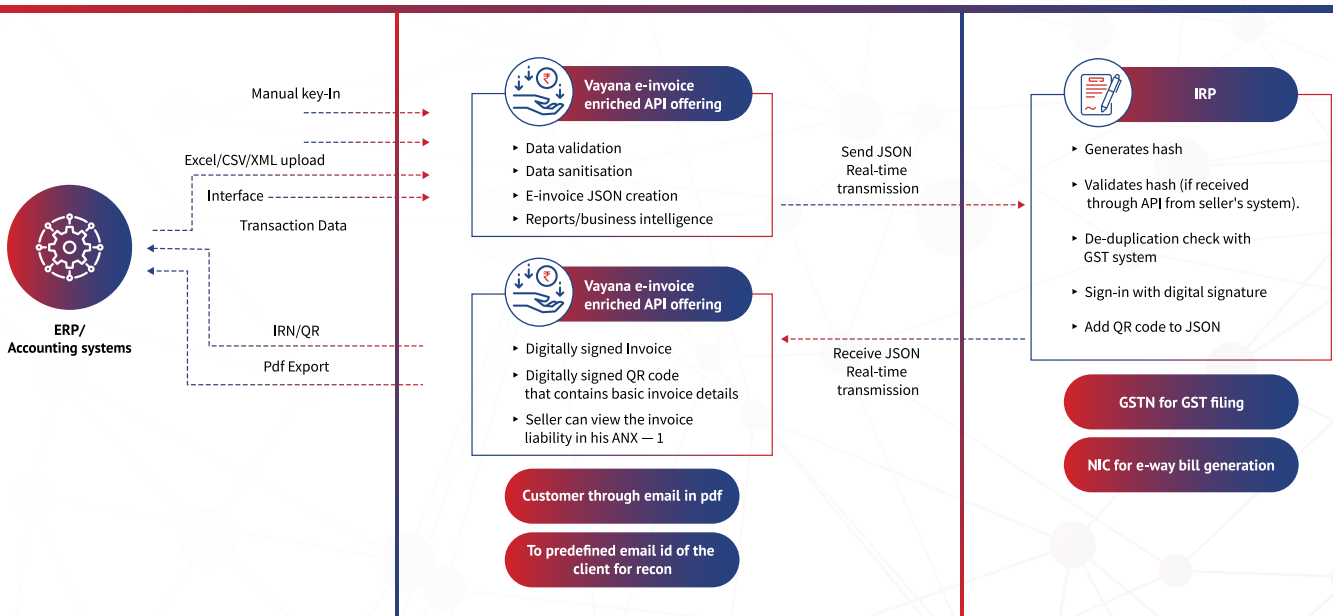 Manual key-In
Excel/CSV/XML upload
Interface
Transaction Data
ERP/
Accounting systems
IRN/QR
Pdf Export
₹
Vayana e-invoice
enriched API offering
‣ Data validation
‣ Data sanitisation
‣ E-invoice JSON creation
‣ Reports/business intelligence
₹
Vayana e-invoice
enriched API offering
‣ Digitally signed Invoice
‣ Digitally signed QR code
that contains basic invoice details
‣ Seller can view the invoice
liability in his ANX — 1
Customer through email in pdf
To predefined email id of the
client for recon
Send JSON
Real-time
transmission
Receive JSON
Real-time
transmission
IRP
‣ Generates hash
‣ Validates hash (if received
through API from seller's system).
‣ De-duplication check with
GST system
‣ Sign-in with digital signature
‣ Add QR code to JSON
GSTN for GST filing
NIC for e-way bill generation